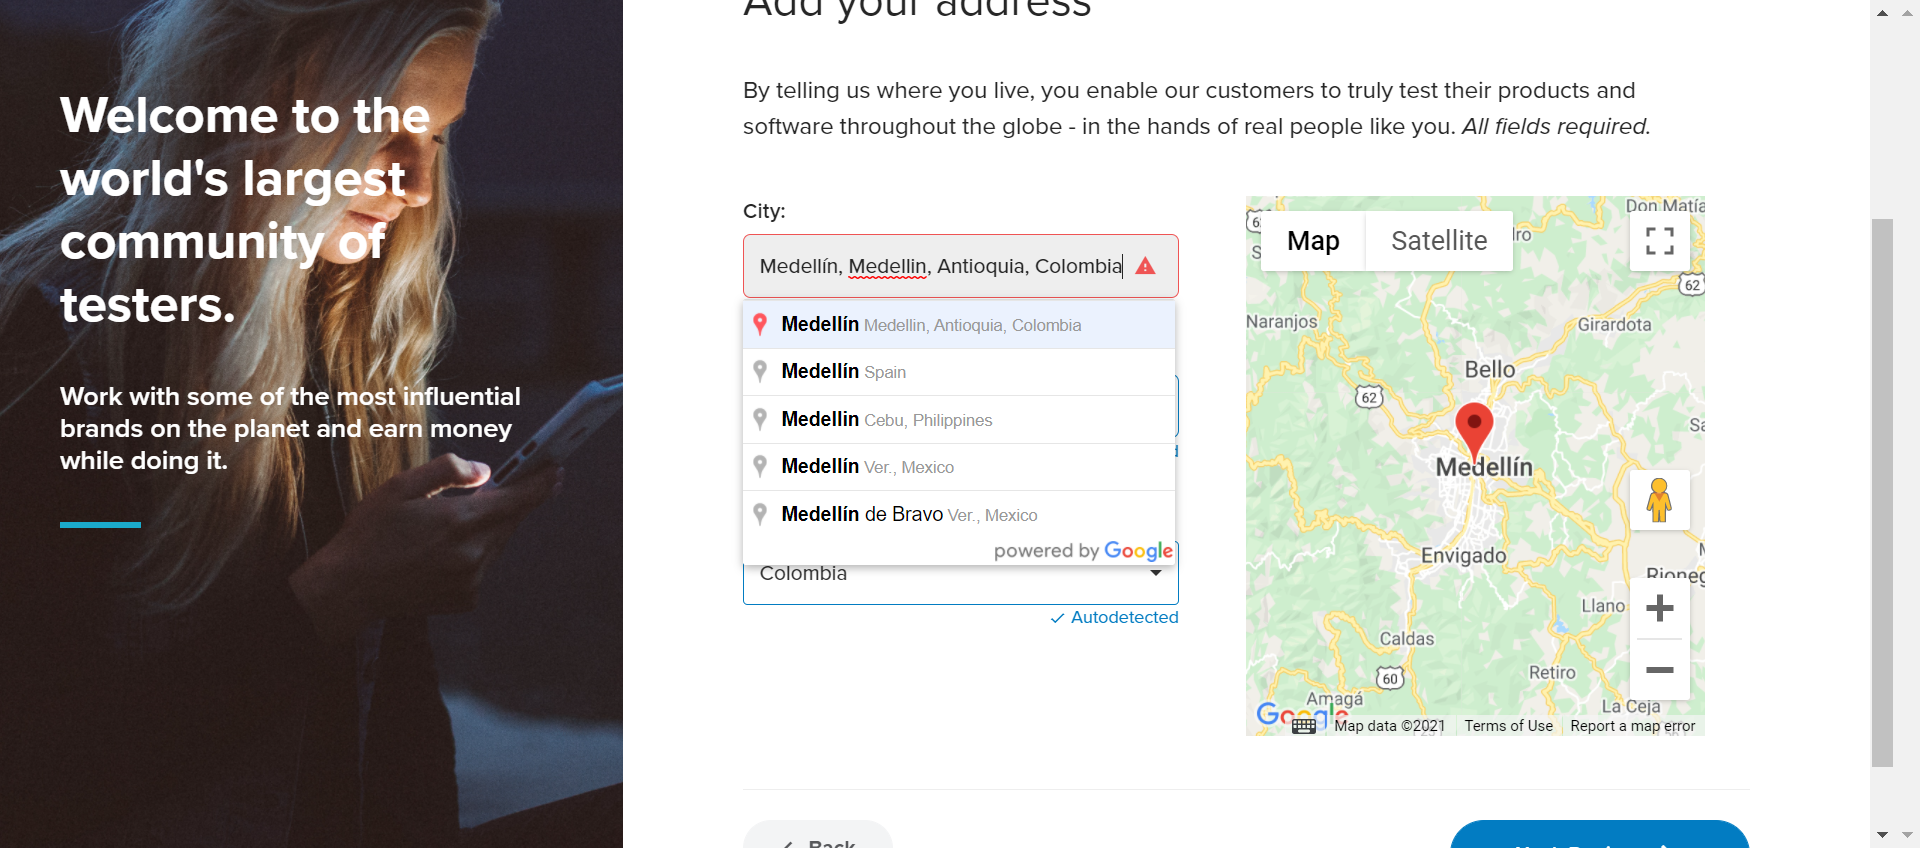 Welcome to the
world's largest
community of
testers.
Work with some of the most influential
brands on the planet and earn money
while doing it.
Add your address
By telling us where you live, you enable our customers to truly test their products and
software throughout the globe - in the hands of real people like you. All fields required.
City:
Medellín, Medellin, Antioquia, Colombia
Medellín Medellin, Antioquia, Colombia
Medellín Spain
Medellin Cebu, Philippines
Medellín Ver., Mexico
Medellín de Bravo Ver., Mexico
powered by Google
Colombia
Autodetected
Map
Satellite
Don Matía
62
Naranjos
Girardota
Bello
62
Medellín
Envigado
Llano
Caldas
Retiro
60
Amagá
La Ceja
Google
Map data ©2021
Terms of Use
Report a map error
Back